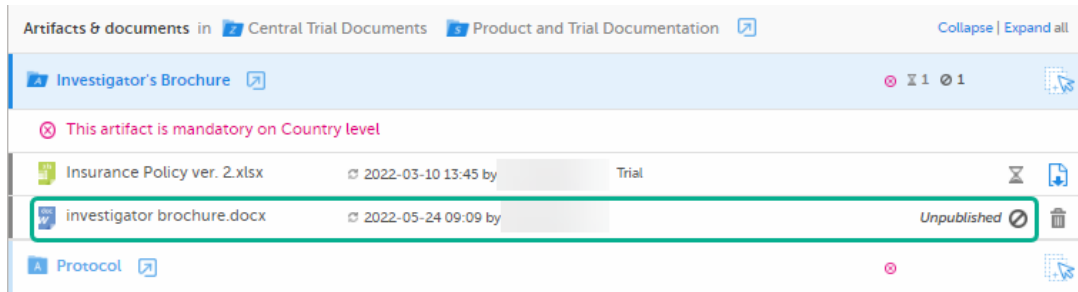 Artifacts & documents in Z Central Trial Documents S Product and Trial Documentation Collapse | Expand all
A Investigator's Brochure 1 1
This artifact is mandatory on Country level
Insurance Policy ver. 2.xlsx 2022-03-10 13:45 by Trial
DOC W investigator brochure.docx 2022-05-24 09:09 by Unpublished
A Protocol